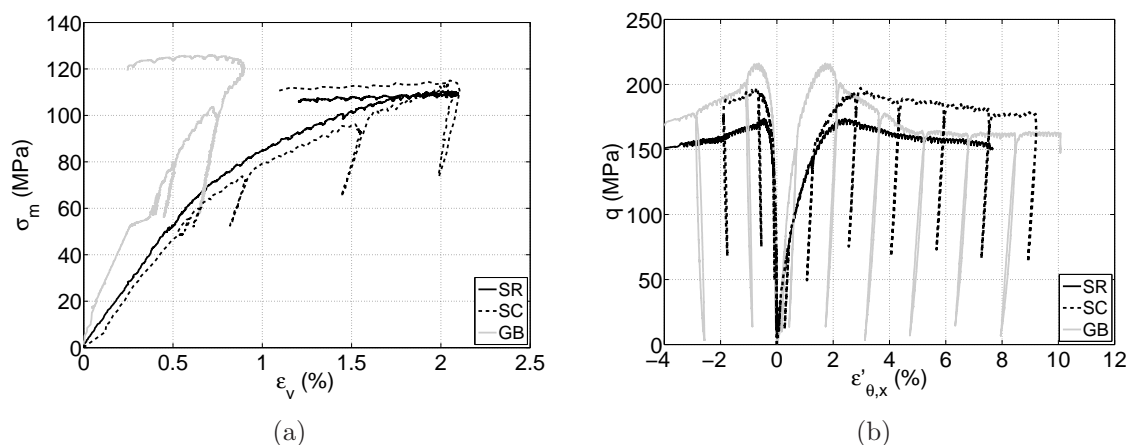 140
120
100
80
60
40
20
0
σm (MPa)
0 0.5 1 1.5 2 2.5
εv (%)
SR
SC
GB
(a)
250
200
150
200
50
0
q (MPa)
−4 −2 0 2 4 6 8 10 12
ε'θ,x (%)
SR
SC
GB
(b)